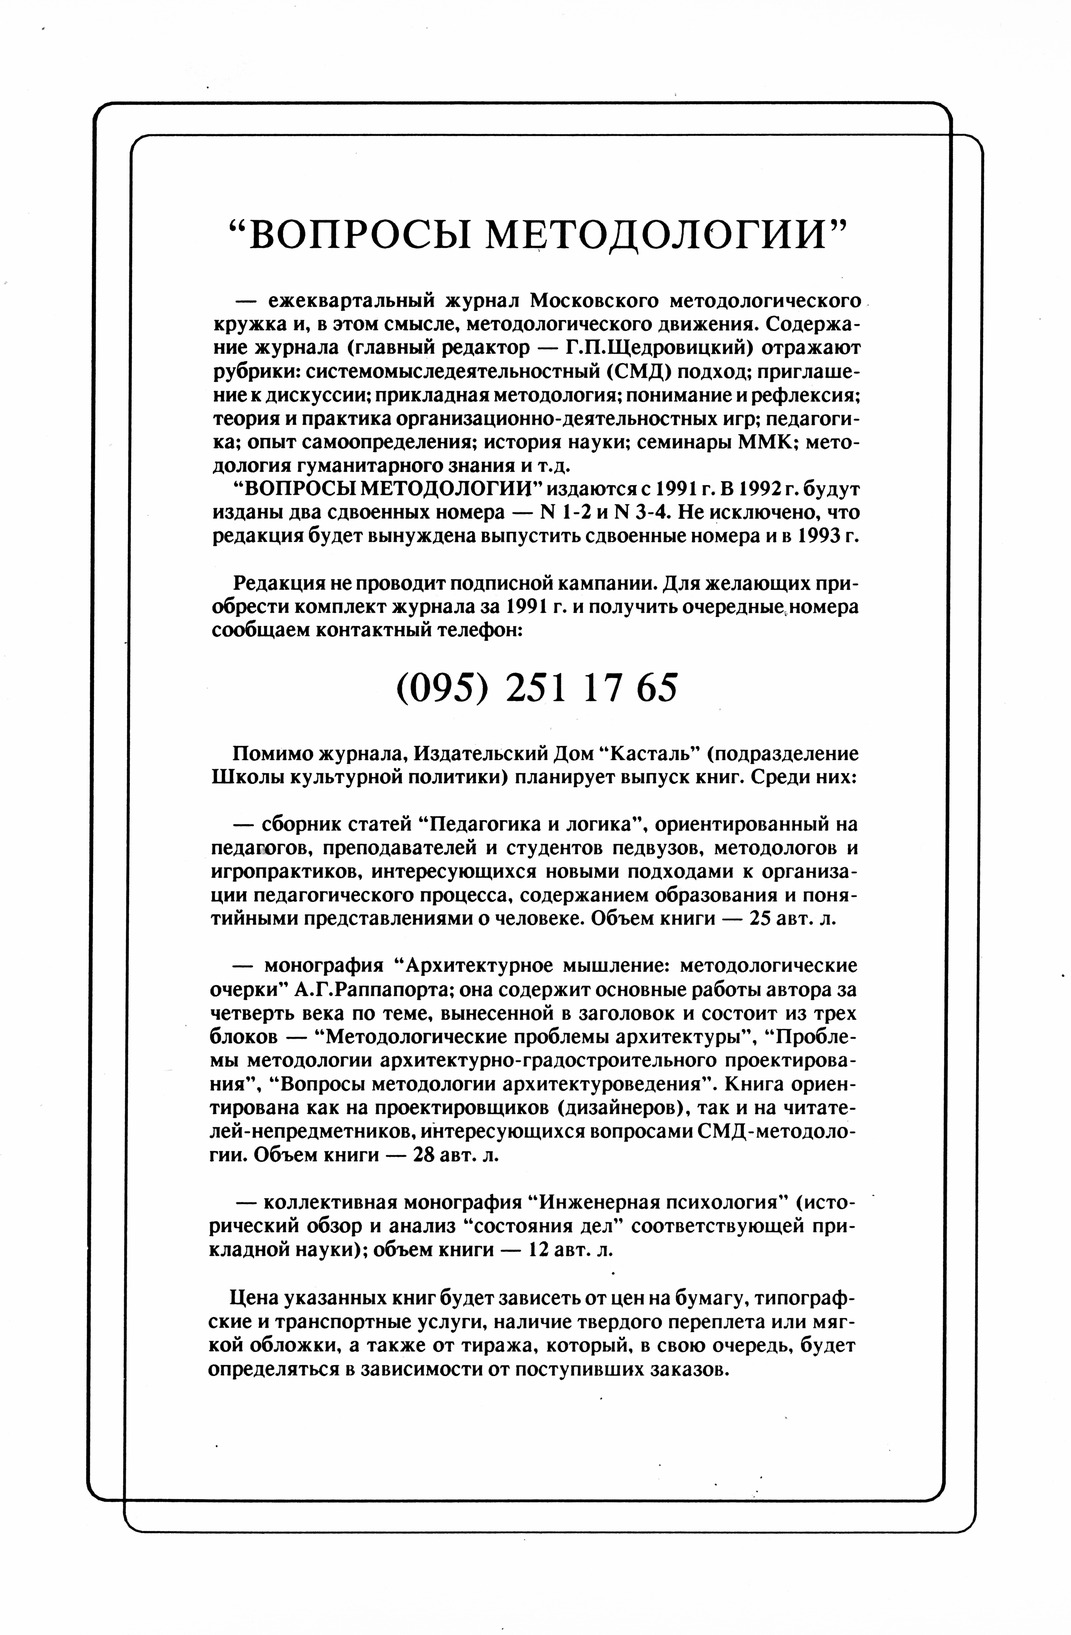 “ВОПРОСЫ МЕТОДОЛОГИИ”
— ежеквартальный журнал Московского методологического
кружка и, в этом смысле, методологического движения. Содержа-
ние журнала (главный редактор — Г.П.Щедровицкий) отражают
рубрики: системомыследеятельностный (СМД) подход; приглаше-
ние к дискуссии; прикладная методология; понимание и рефлексия;
теория и практика организационно-деятельностных игр; педагоги-
ка; опыт самоопределения; история науки; семинары ММК; мето-
дология гуманитарного знания и т.д.
“ВОПРОСЫ МЕТОДОЛОГИИ” издаются с 1991 г. В 1992 г. будут
изданы два сдвоенных номера — N 1-2 и N 3-4. Не исключено, что
редакция будет вынуждена выпустить сдвоенные номера и в 1993 г.
Редакция не проводит подписной кампании. Для желающих при-
обрести комплект журнала за 1991 г. и получить очередные номера
сообщаем контактный телефон:
(095) 251 17 65
Помимо журнала, Издательский Дом “Касталь” (подразделение
Школы культурной политики) планирует выпуск книг. Среди них:
— сборник статей “Педагогика и логика”, ориентированный на
педагогов, преподавателей и студентов педвузов, методологов и
игропрактиков, интересующихся новыми подходами к организа-
ции педагогического процесса, содержанием образования и поня-
тийными представлениями о человеке. Объем книги — 25 авт. л.
— монография “Архитектурное мышление: методологические
очерки” А.Г.Раппапорта; она содержит основные работы автора за
четверть века по теме, вынесенной в заголовок и состоит из трех
блоков — “Методологические проблемы архитектуры”, “Пробле-
мы методологии архитектурно-градостроительного проектирова-
ния”, “Вопросы методологии архитектуроведения”. Книга ориен-
тирована как на проектировщиков (дизайнеров), так и на читате-
лей-непредметников, интересующихся вопросами СМД-методоло-
гии. Объем книги — 28 авт. л.
— коллективная монография “Инженерная психология” (исто-
рический обзор и анализ “состояния дел” соответствующей при-
кладной науки); объем книги — 12 авт. л.
Цена указанных книг будет зависеть от цен на бумагу, типограф-
ские и транспортные услуги, наличие твердого переплета или мяг-
кой обложки, а также от тиража, который, в свою очередь, будет
определяться в зависимости от поступивших заказов.